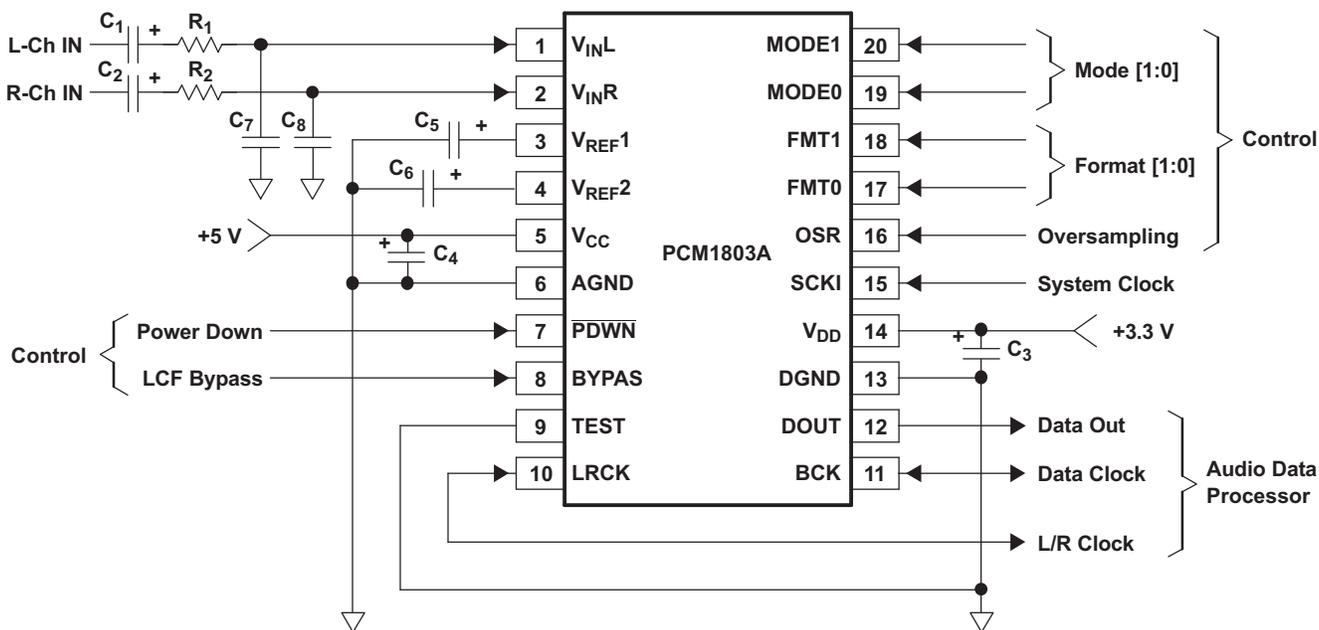 L-Ch IN
C1
+
R1
R-Ch IN
C2
+
R2
C7
C8
C5
+
C6
+
+5 V
+
C4
Control
Power Down
LCF Bypass
1 VINL
2 VINR
3 VREF1
4 VREF2
5 VCC
6 AGND
7 PDWN
8 BYPAS
9 TEST
10 LRCK
PCM1803A
MODE1 20
MODE0 19
FMT1 18
FMT0 17
OSR 16
SCKI 15
VDD 14
DGND 13
DOUT 12
BCK 11
Mode [1:0]
Format [1:0]
Control
Oversampling
System Clock
+
C3
+3.3 V
Data Out
Data Clock
L/R Clock
Audio Data
Processor